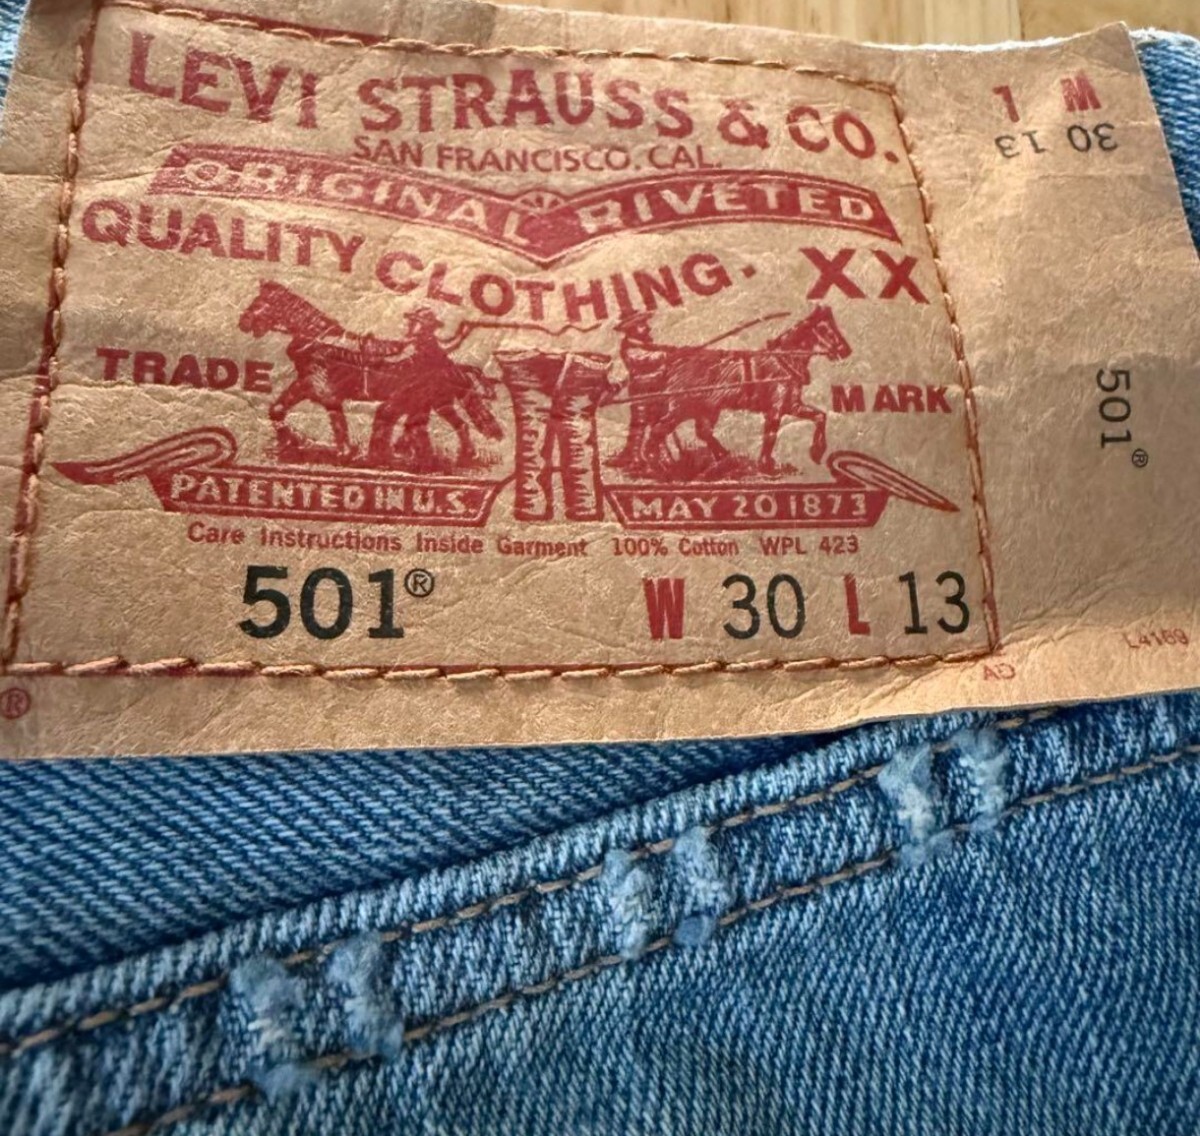 LEVI STRAUSS & CO.
SAN FRANCISCO. CAL.
ORIGINAL RIVETED
QUALITY CLOTHING. XX
TRADE MARK
PATENTED IN U.S. MAY 20 1873
Care Instructions Inside Garment 100% Cotton WPL 423
501® W 30 L 13
®
W L
30 13
501®
L4169
AD